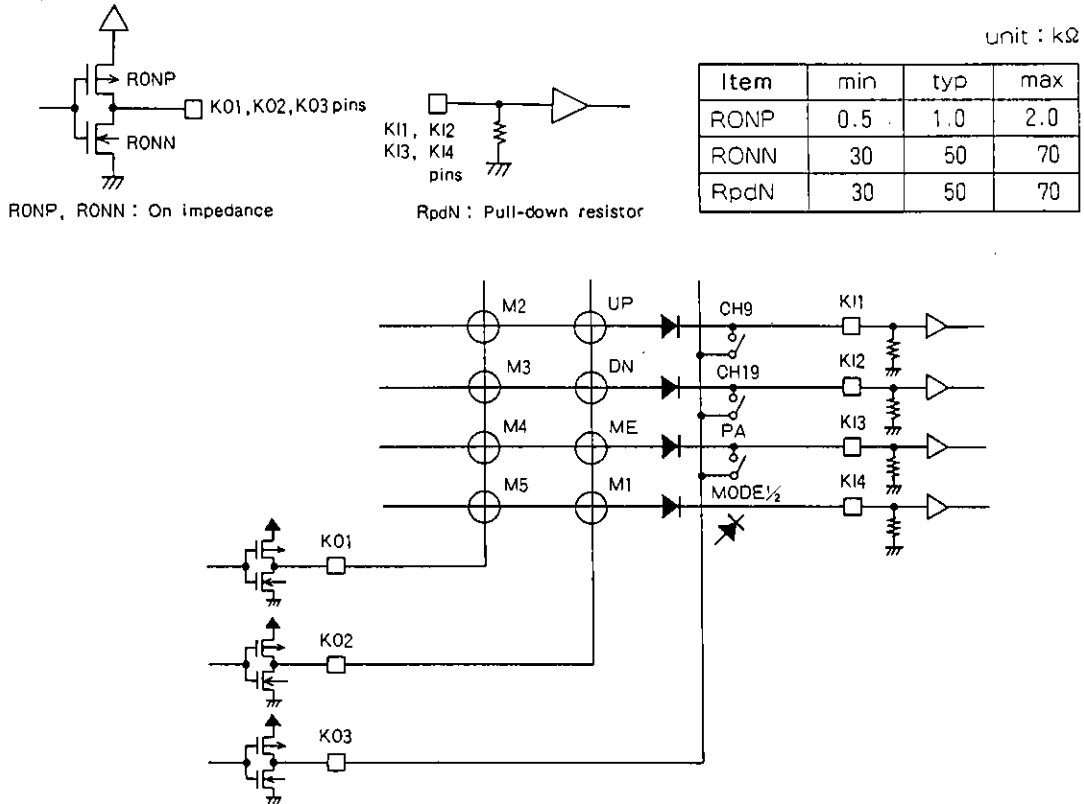 unit : kΩ
RONP
RONN
K01, K02, K03 pins
RONP, RONN : On impedance
KI1, KI2
KI3, KI4
pins
RpdN : Pull-down resistor
Item min typ max
RONP 0.5 1.0 2.0
RONN 30 50 70
RpdN 30 50 70
M2 UP CH9 KI1
M3 DN CH19 KI2
M4 ME PA KI3
M5 M1 MODE½ KI4
K01
K02
K03